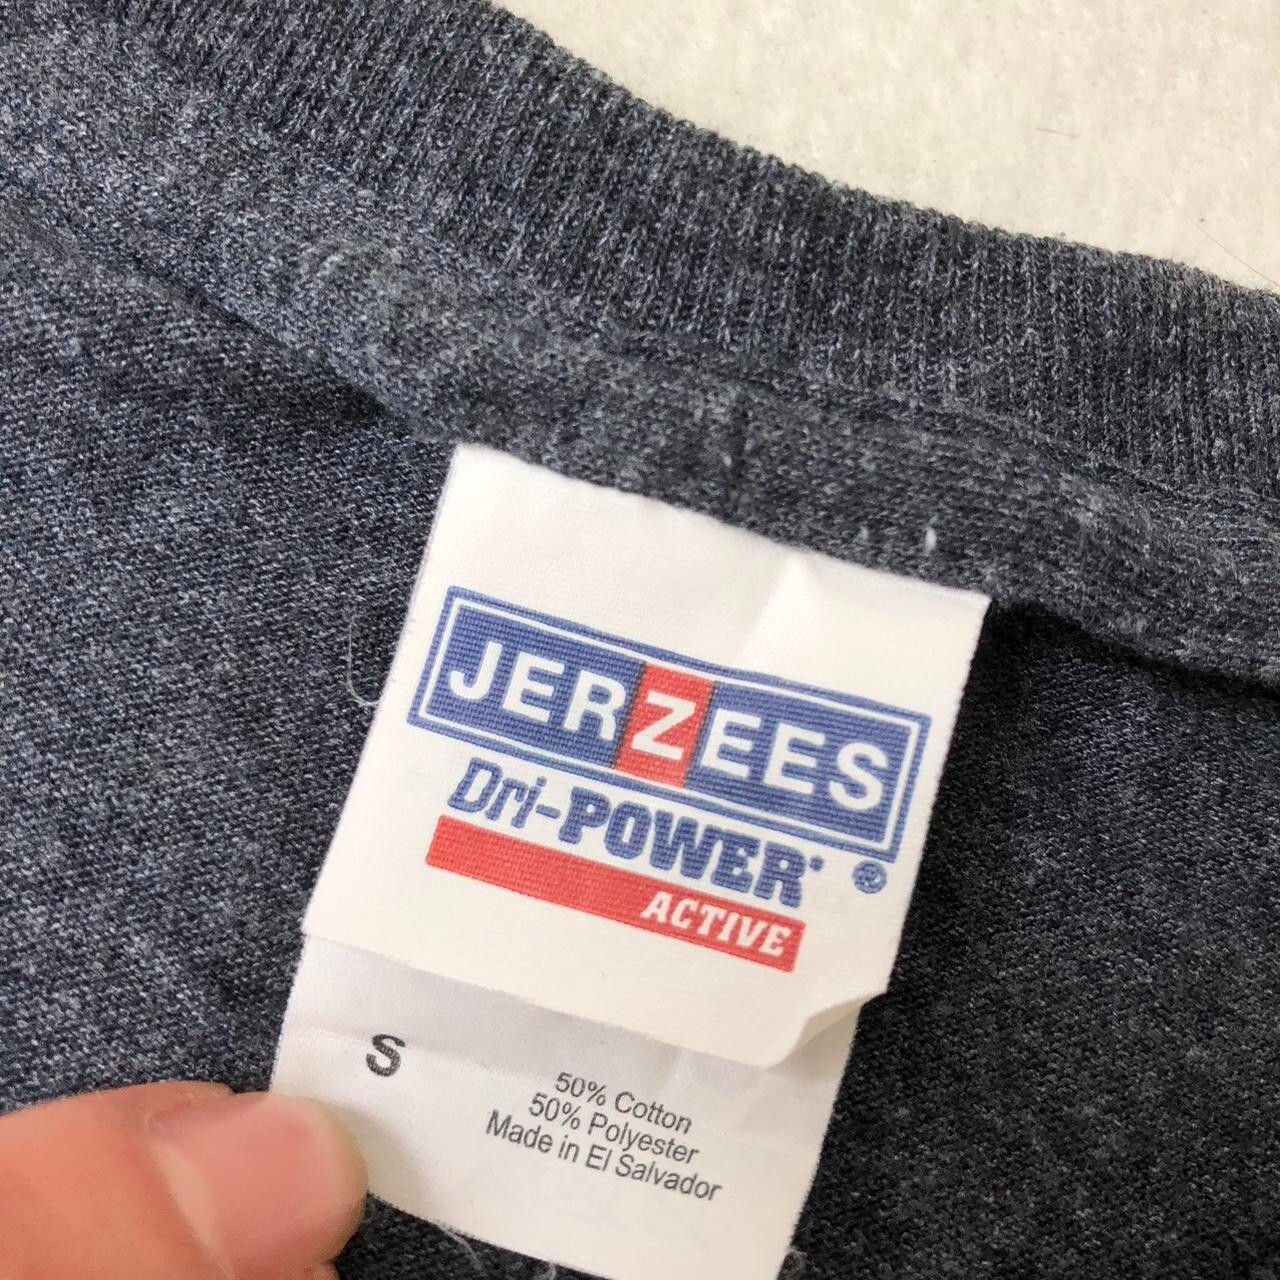 JERZEES
Dri-POWER®
ACTIVE
S
50% Cotton
50% Polyester
Made in El Salvador